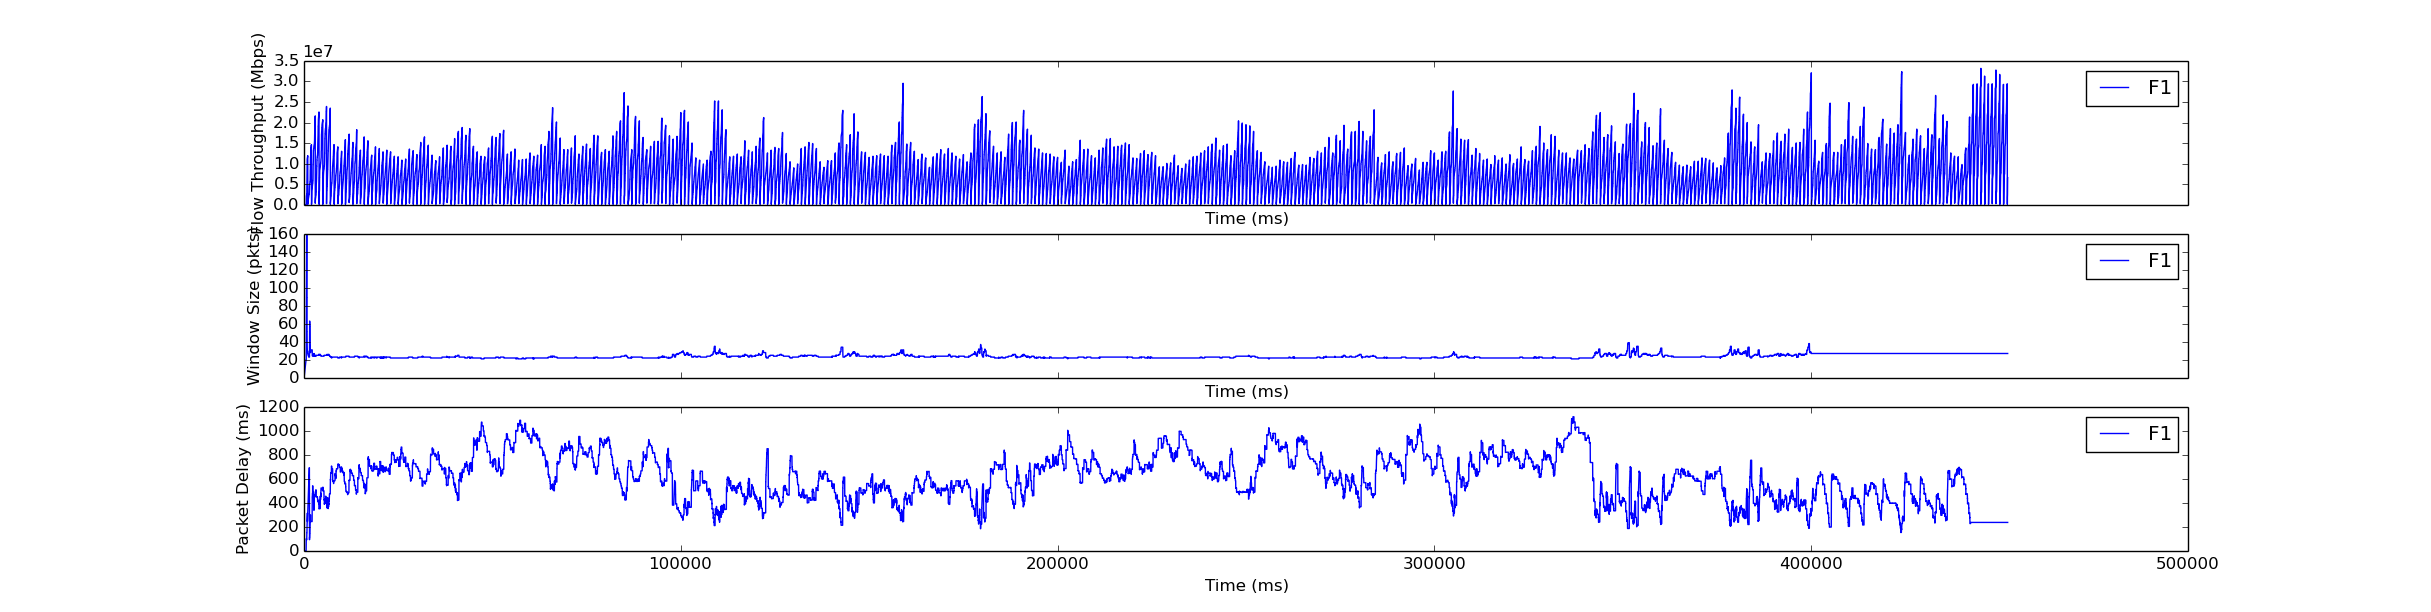 1e7
Flow Throughput (Mbps)
3.5
3.0
2.5
2.0
1.5
1.0
0.5
0.0
F1
Time (ms)
Window Size (pkts)
160
140
120
100
80
60
40
20
0
F1
Time (ms)
Packet Delay (ms)
1200
1000
800
600
400
200
0
F1
0 100000 200000 300000 400000 500000
Time (ms)